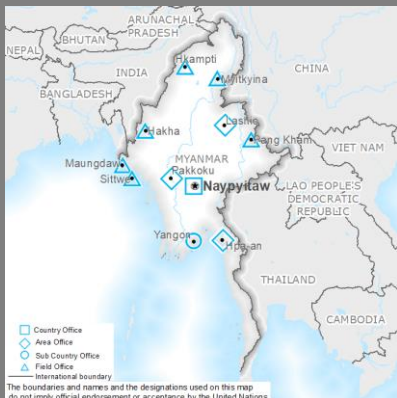 ARUNACHAL
PRADESH
BHUTAN
NEPAL
Hkampti
INDIA
CHINA
Myitkyina
BANGLADESH
Lashio
Hakha
Pang Kham
VIET NAM
MYANMAR
Maungdaw
Pakkoku
Sittwe
Naypyitaw
LAO PEOPLE'S
DEMOCRATIC
REPUBLIC
Yangon
Hpa-an
THAILAND
CAMBODIA
Country Office
Area Office
Sub Country Office
Field Office
International boundary
The boundaries and names and the designations used on this map
do not imply official endorsement or acceptance by the United Nations.